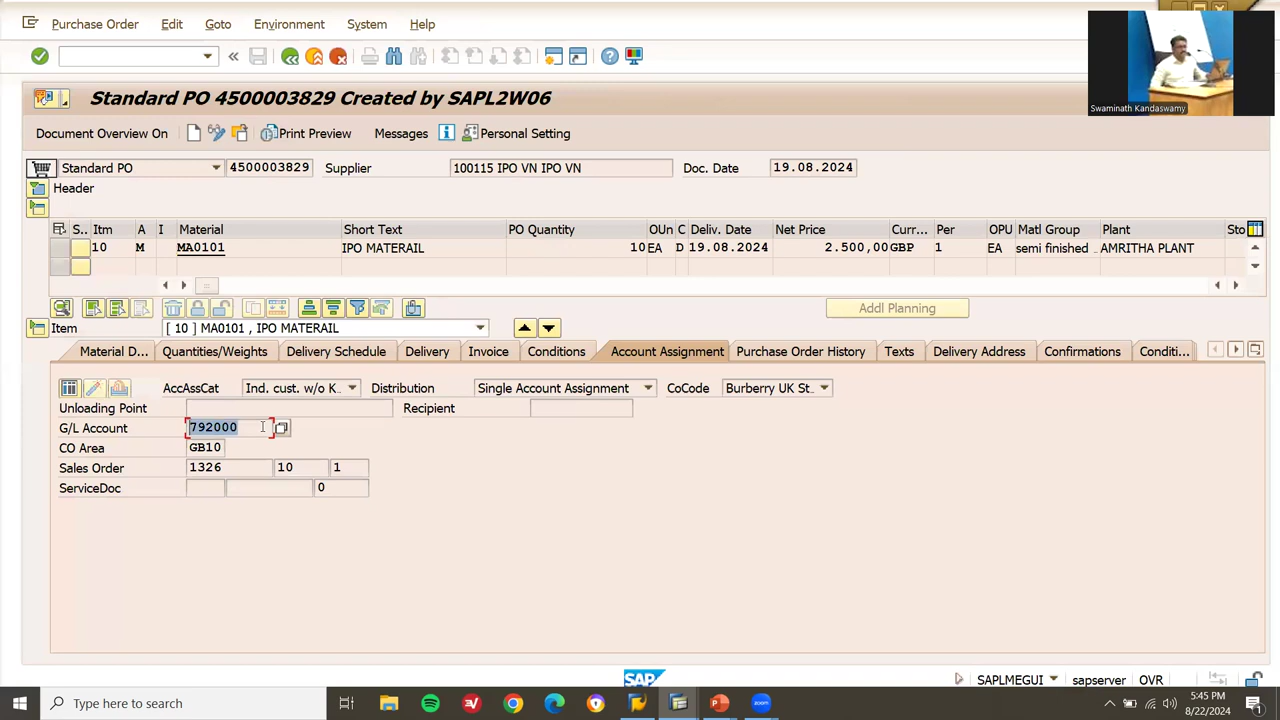 Purchase Order Edit Goto Environment System Help
Swaminath Kandaswamy
Standard PO 4500003829 Created by SAPL2W06
Document Overview On Print Preview Messages Personal Setting
Standard PO 4500003829 Supplier 100115 IPO VN IPO VN Doc. Date 19.08.2024
Header
S.. Itm A I Material Short Text PO Quantity OUn C Deliv. Date Net Price Curr... Per OPU Matl Group Plant Sto
10 M MA0101 IPO MATERAIL 10 EA D 19.08.2024 2.500,00 GBP 1 EA semi finished .. AMRITHA PLANT
Addl Planning
Item [ 10 ] MA0101 , IPO MATERAIL
Material D... Quantities/Weights Delivery Schedule Delivery Invoice Conditions Account Assignment Purchase Order History Texts Delivery Address Confirmations Conditi...
AccAssCat Ind. cust. w/o K.. Distribution Single Account Assignment CoCode Burberry UK St..
Unloading Point Recipient
G/L Account 792000
CO Area GB10
Sales Order 1326 10 1
ServiceDoc 0
SAP SAPLMEGUI sapserver OVR
Type here to search 5:45 PM
8/22/2024